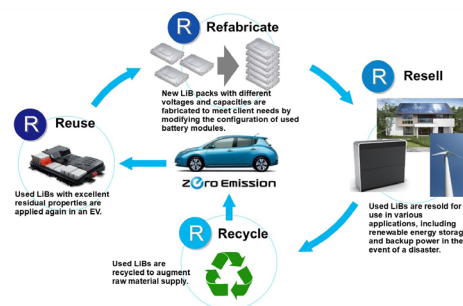 R Refabricate
New LiB packs with different
voltages and capacities are
fabricated to meet client needs by
modifying the configuration of used
battery modules.
R Resell
Used LiBs are resold for
use in various
applications, including
renewable energy storage
and backup power in the
event of a disaster.
R Reuse
Used LiBs with excellent
residual properties are
applied again in an EV.
ZERO Emission
R Recycle
Used LiBs are
recycled to augment
raw material supply.